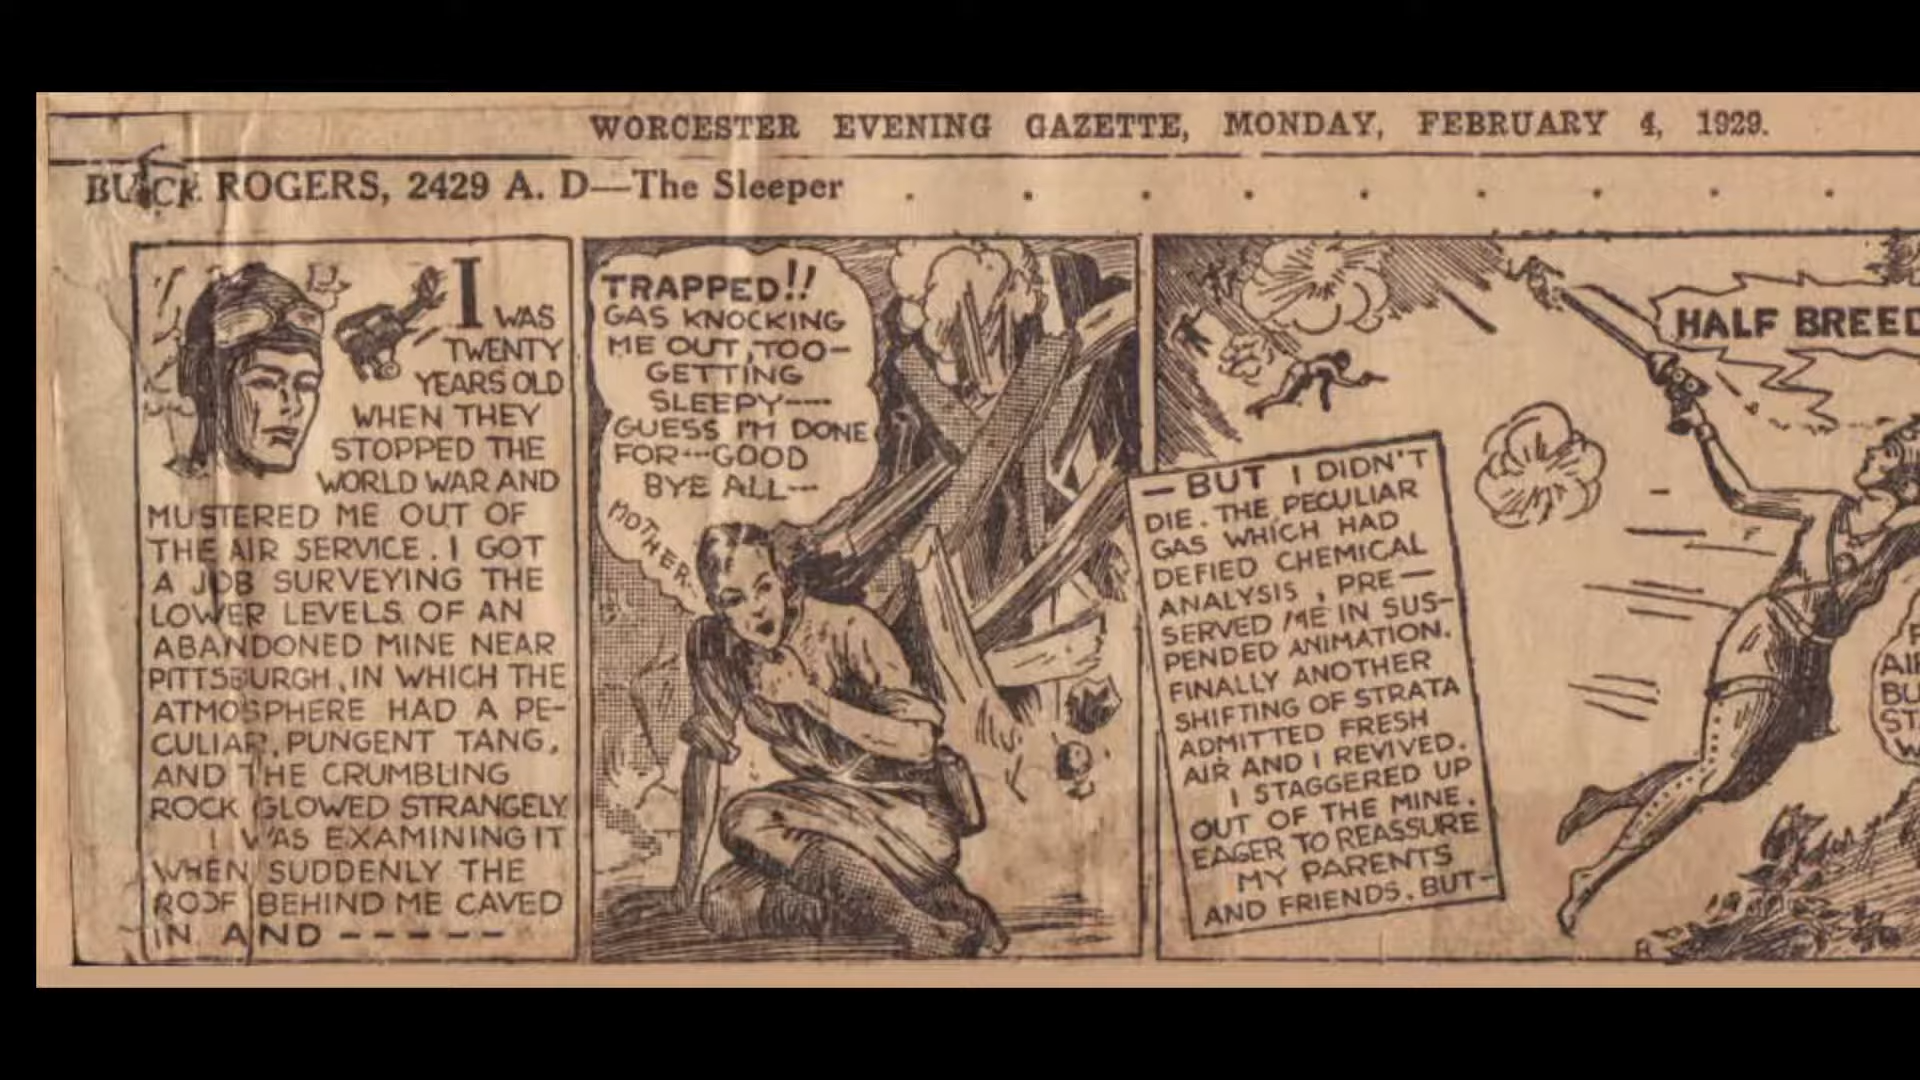 WORCESTER EVENING GAZETTE, MONDAY, FEBRUARY 4, 1929.
BUCK ROGERS, 2429 A. D—The Sleeper
I WAS
TWENTY
YEARS OLD
WHEN THEY
STOPPED THE
WORLD WAR AND
MUSTERED ME OUT OF
THE AIR SERVICE. I GOT
A JOB SURVEYING THE
LOWER LEVELS OF AN
ABANDONED MINE NEAR
PITTSBURGH, IN WHICH THE
ATMOSPHERE HAD A PE-
CULIAR, PUNGENT TANG,
AND THE CRUMBLING
ROCK GLOWED STRANGELY.
I WAS EXAMINING IT
WHEN SUDDENLY THE
ROOF BEHIND ME CAVED
IN AND -----
TRAPPED!!
GAS KNOCKING
ME OUT, TOO—
GETTING
SLEEPY----
GUESS I'M DONE
FOR---GOOD
BYE ALL---
MOTHER-
—BUT I DIDN'T
DIE. THE PECULIAR
GAS WHICH HAD
DEFIED CHEMICAL
ANALYSIS, PRE—
SERVED ME IN SUS-
PENDED ANIMATION.
FINALLY ANOTHER
SHIFTING OF STRATA
ADMITTED FRESH
AIR AND I REVIVED.
I STAGGERED UP
OUT OF THE MINE.
EAGER TO REASSURE
MY PARENTS
AND FRIENDS. BUT-
HALF BREED